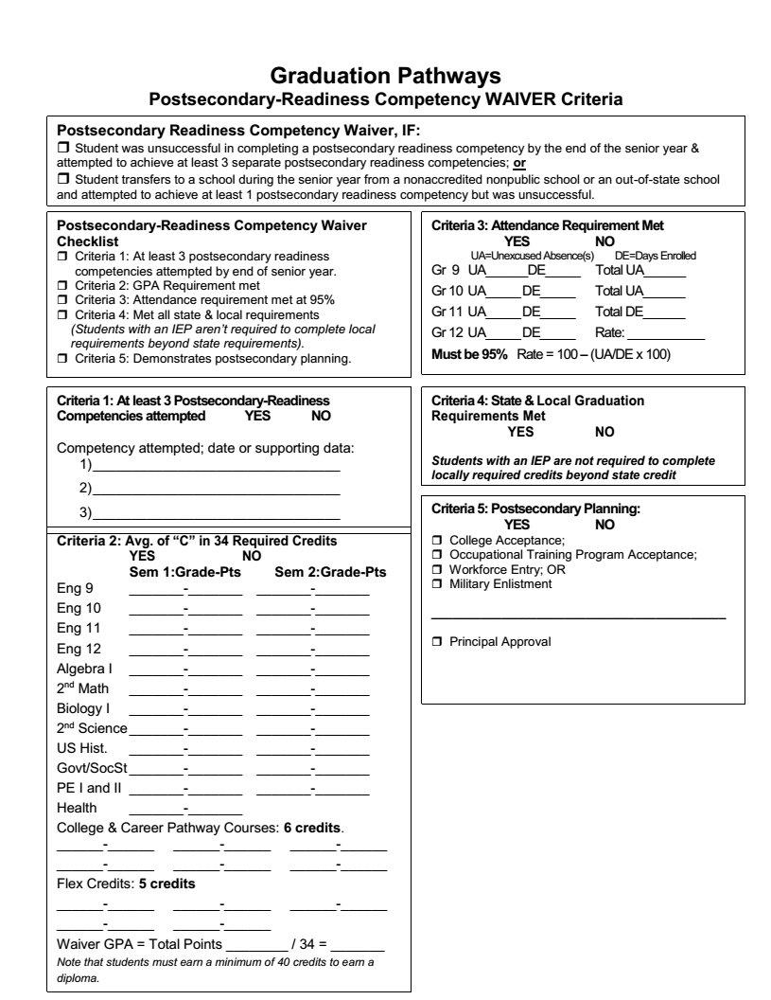 Graduation Pathways
Postsecondary-Readiness Competency WAIVER Criteria
Postsecondary Readiness Competency Waiver, IF:
❒ Student was unsuccessful in completing a postsecondary readiness competency by the end of the senior year &
attempted to achieve at least 3 separate postsecondary readiness competencies; or
❒ Student transfers to a school during the senior year from a nonaccredited nonpublic school or an out-of-state school
and attempted to achieve at least 1 postsecondary readiness competency but was unsuccessful.
Postsecondary-Readiness Competency Waiver
Checklist
❒ Criteria 1: At least 3 postsecondary readiness
competencies attempted by end of senior year.
❒ Criteria 2: GPA Requirement met
❒ Criteria 3: Attendance requirement met at 95%
❒ Criteria 4: Met all state & local requirements
(Students with an IEP aren't required to complete local
requirements beyond state requirements).
❒ Criteria 5: Demonstrates postsecondary planning.
Criteria 1: At least 3 Postsecondary-Readiness
Competencies attempted YES NO
Competency attempted; date or supporting data:
1)________________________________
2)________________________________
3)________________________________
Criteria 2: Avg. of “C” in 34 Required Credits
YES NO
Sem 1:Grade-Pts Sem 2:Grade-Pts
Eng 9 _______-_______ _______-_______
Eng 10 _______-_______ _______-_______
Eng 11 _______-_______ _______-_______
Eng 12 _______-_______ _______-_______
Algebra I _______-_______ _______-_______
2nd Math _______-_______ _______-_______
Biology I _______-_______ _______-_______
2nd Science _______-_______ _______-_______
US Hist. _______-_______ _______-_______
Govt/SocSt _______-_______ _______-_______
PE I and II _______-_______ _______-_______
Health _______-_______
College & Career Pathway Courses: 6 credits.
______-______ ______-______ ______-______
______-______ ______-______ ______-______
Flex Credits: 5 credits
______-______ ______-______ ______-______
______-______ ______-______
Waiver GPA = Total Points ________ / 34 = _______
Note that students must earn a minimum of 40 credits to earn a
diploma.
Criteria 3: Attendance Requirement Met
YES NO
UA=Unexcused Absence(s) DE=Days Enrolled
Gr 9 UA_____DE_____ Total UA______
Gr 10 UA_____DE_____ Total UA______
Gr 11 UA_____DE_____ Total DE______
Gr 12 UA_____DE_____ Rate: __________
Must be 95% Rate = 100 – (UA/DE x 100)
Criteria 4: State & Local Graduation
Requirements Met
YES NO
Students with an IEP are not required to complete
locally required credits beyond state credit
Criteria 5: Postsecondary Planning:
YES NO
❒ College Acceptance;
❒ Occupational Training Program Acceptance;
❒ Workforce Entry; OR
❒ Military Enlistment
______________________________________
❒ Principal Approval